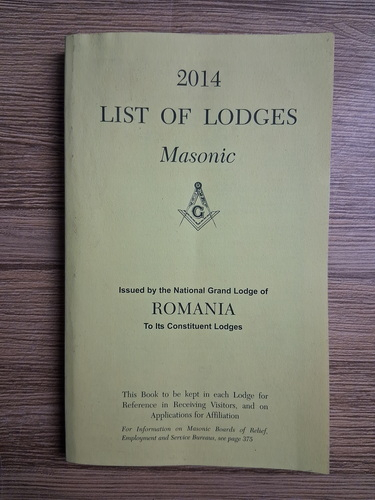 2014
LIST OF LODGES
Masonic
G
Issued by the National Grand Lodge of
ROMANIA
To Its Constituent Lodges
This Book to be kept in each Lodge for
Reference in Receiving Visitors, and on
Applications for Affiliation
For Information on Masonic Boards of Relief,
Employment and Service Bureaus, see page 375